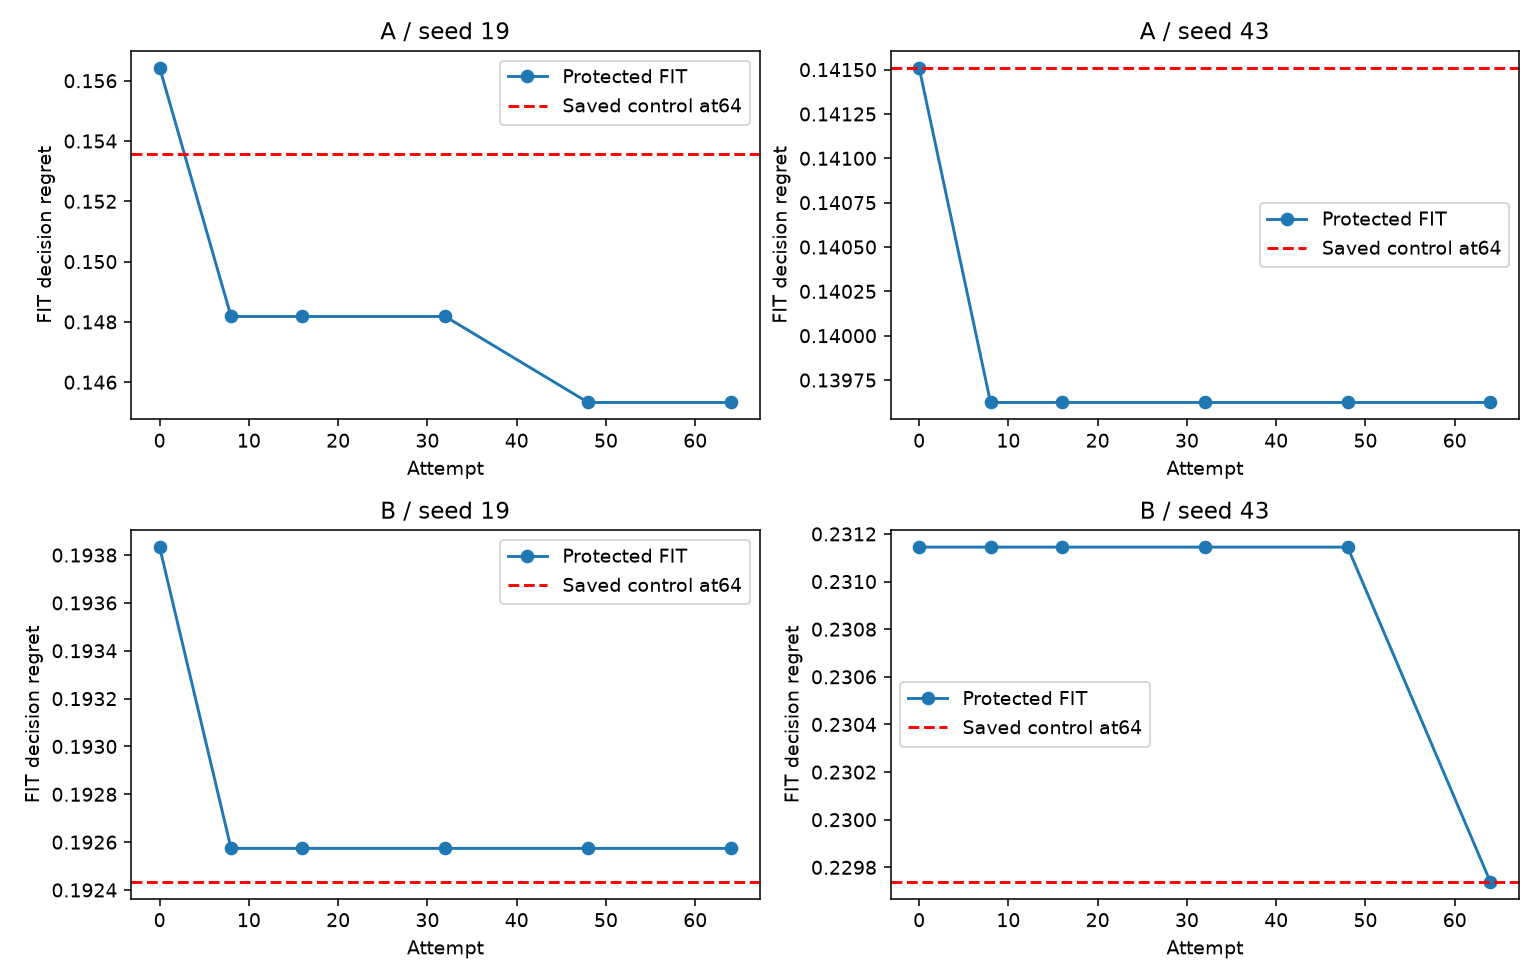 A / seed 19
0.156
0.154
0.152
0.150
0.148
0.146
FIT decision regret
Protected FIT
Saved control at64
0 10 20 30 40 50 60
Attempt
A / seed 43
0.14150
0.14125
0.14100
0.14075
0.14050
0.14025
0.14000
0.13975
FIT decision regret
Protected FIT
Saved control at64
0 10 20 30 40 50 60
Attempt
B / seed 19
0.1938
0.1936
0.1934
0.1932
0.1930
0.1928
0.1926
0.1924
FIT decision regret
Protected FIT
Saved control at64
0 10 20 30 40 50 60
Attempt
B / seed 43
0.2312
0.2310
0.2308
0.2306
0.2304
0.2302
0.2300
0.2298
FIT decision regret
Protected FIT
Saved control at64
0 10 20 30 40 50 60
Attempt